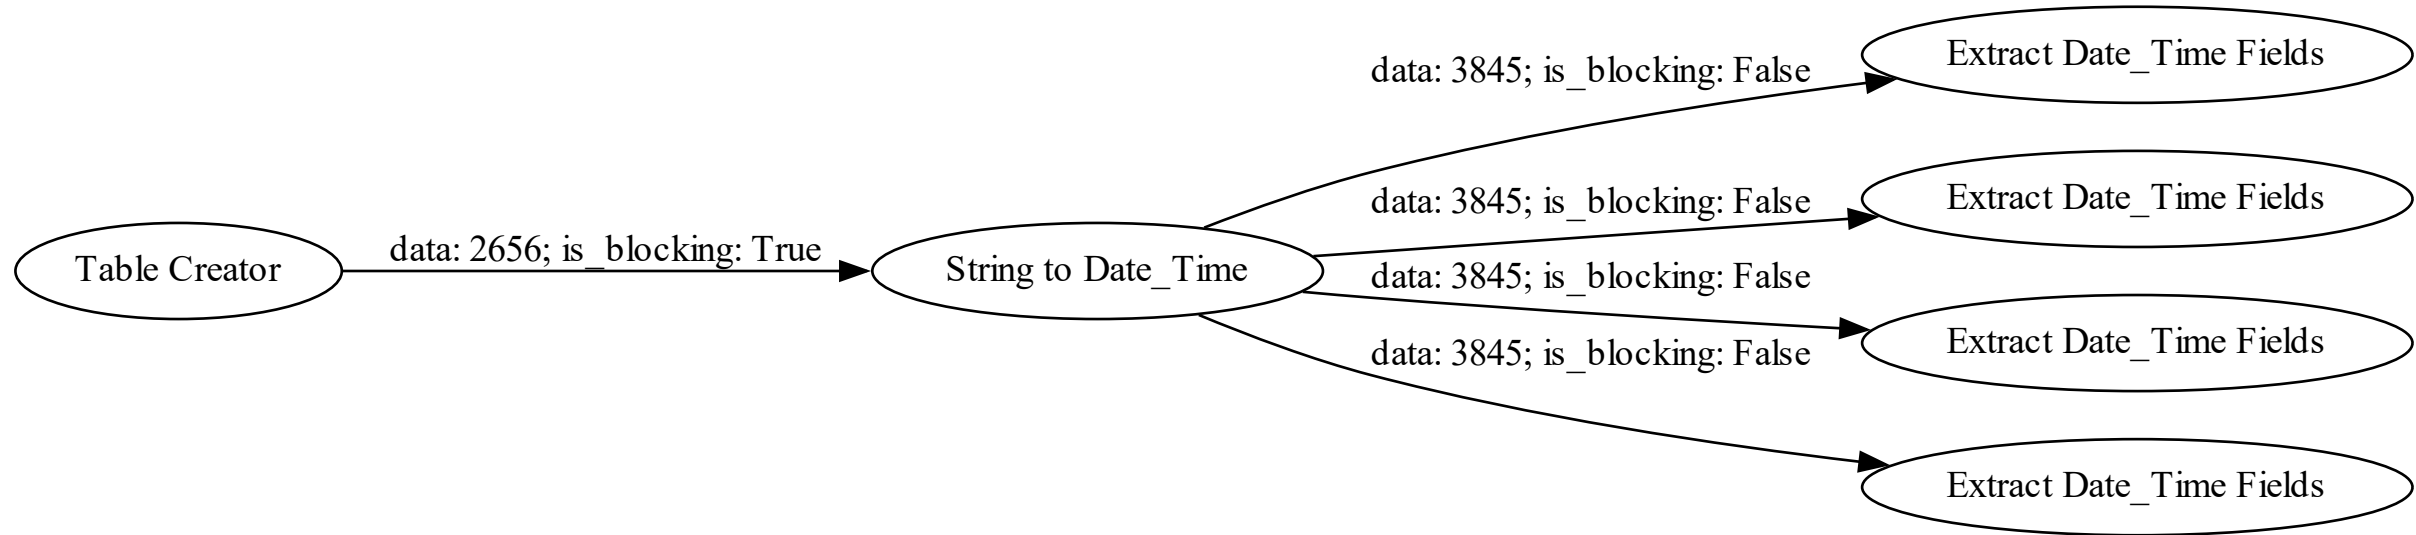 Table Creator
data: 2656; is_blocking: True
String to Date_Time
data: 3845; is_blocking: False
data: 3845; is_blocking: False
data: 3845; is_blocking: False
data: 3845; is_blocking: False
Extract Date_Time Fields
Extract Date_Time Fields
Extract Date_Time Fields
Extract Date_Time Fields